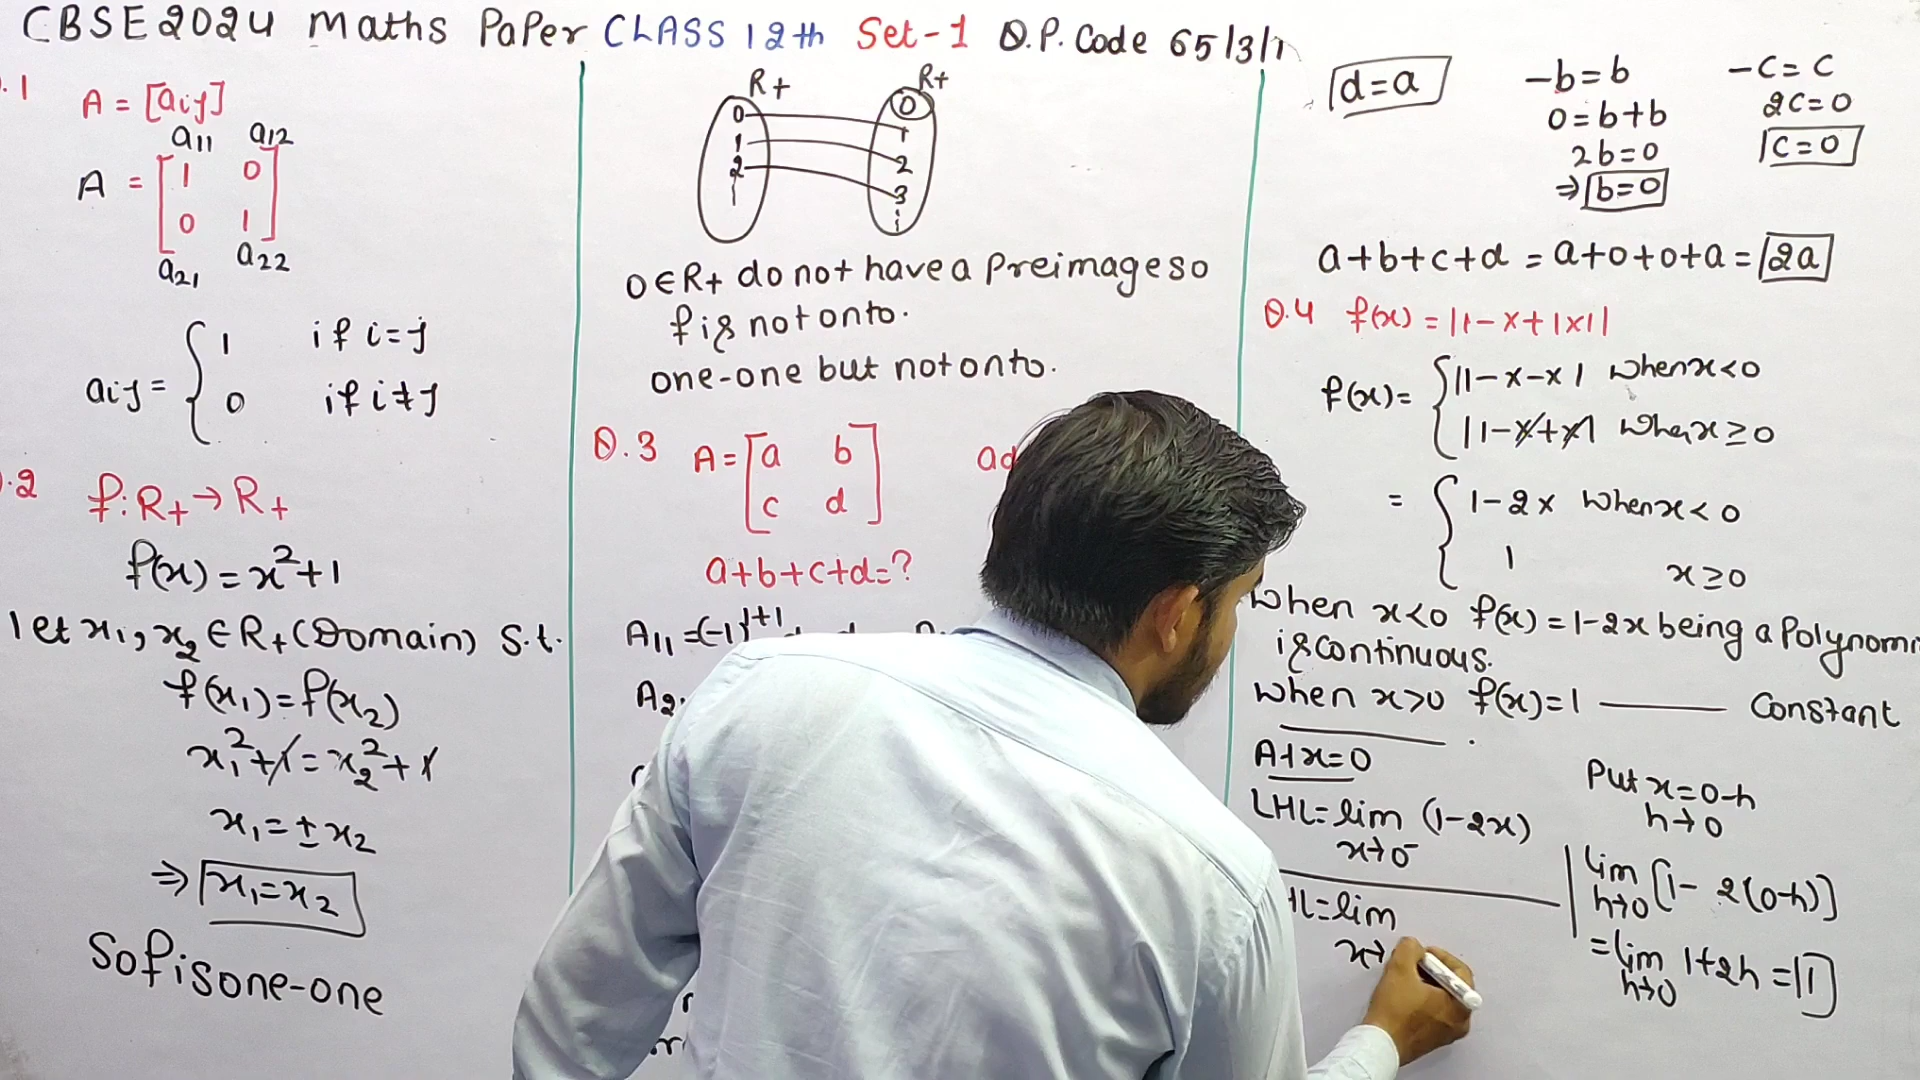 CBSE 2024 Maths Paper CLASS 12th Set-1 Q.P. Code 65/3/1
.1 A = [aij]
a11 a12
A = [1 0
0 1]
a21 a22
aij = { 1 if i=j
0 if i≠j
.2 f: R+ → R+
f(x) = x²+1
let x1, x2 ∈ R+ (Domain) S.t.
f(x1) = f(x2)
x1²+1 = x2²+1
x1 = ± x2
⇒ x1 = x2
So f is one-one
R+ R+
0 0
1 1
2 2
3
0 ∈ R+ do not have a preimage so
f is not onto.
one-one but not onto.
Q.3 A = [a b
c d] ad
a+b+c+d=?
A11 = (-1)^1+1
A2
d=a -b=b -c=c
0=b+b 2c=0
2b=0 c=0
⇒ b=0
a+b+c+d = a+0+0+a = 2a
Q.4 f(x) = |1-x+|x||
f(x) = { |1-x-x| when x<0
|1-x+x| when x≥0
= { 1-2x when x<0
1 x≥0
When x<0 f(x) = 1-2x being a Polynomi
is continuous.
When x>0 f(x)=1 —— Constant
At x=0
Put x=0-h
h→0
LHL = lim (1-2x)
x→0-
lim [1-2(0-h)]
h→0
= lim 1+2h = 1
h→0
HL = lim
x→